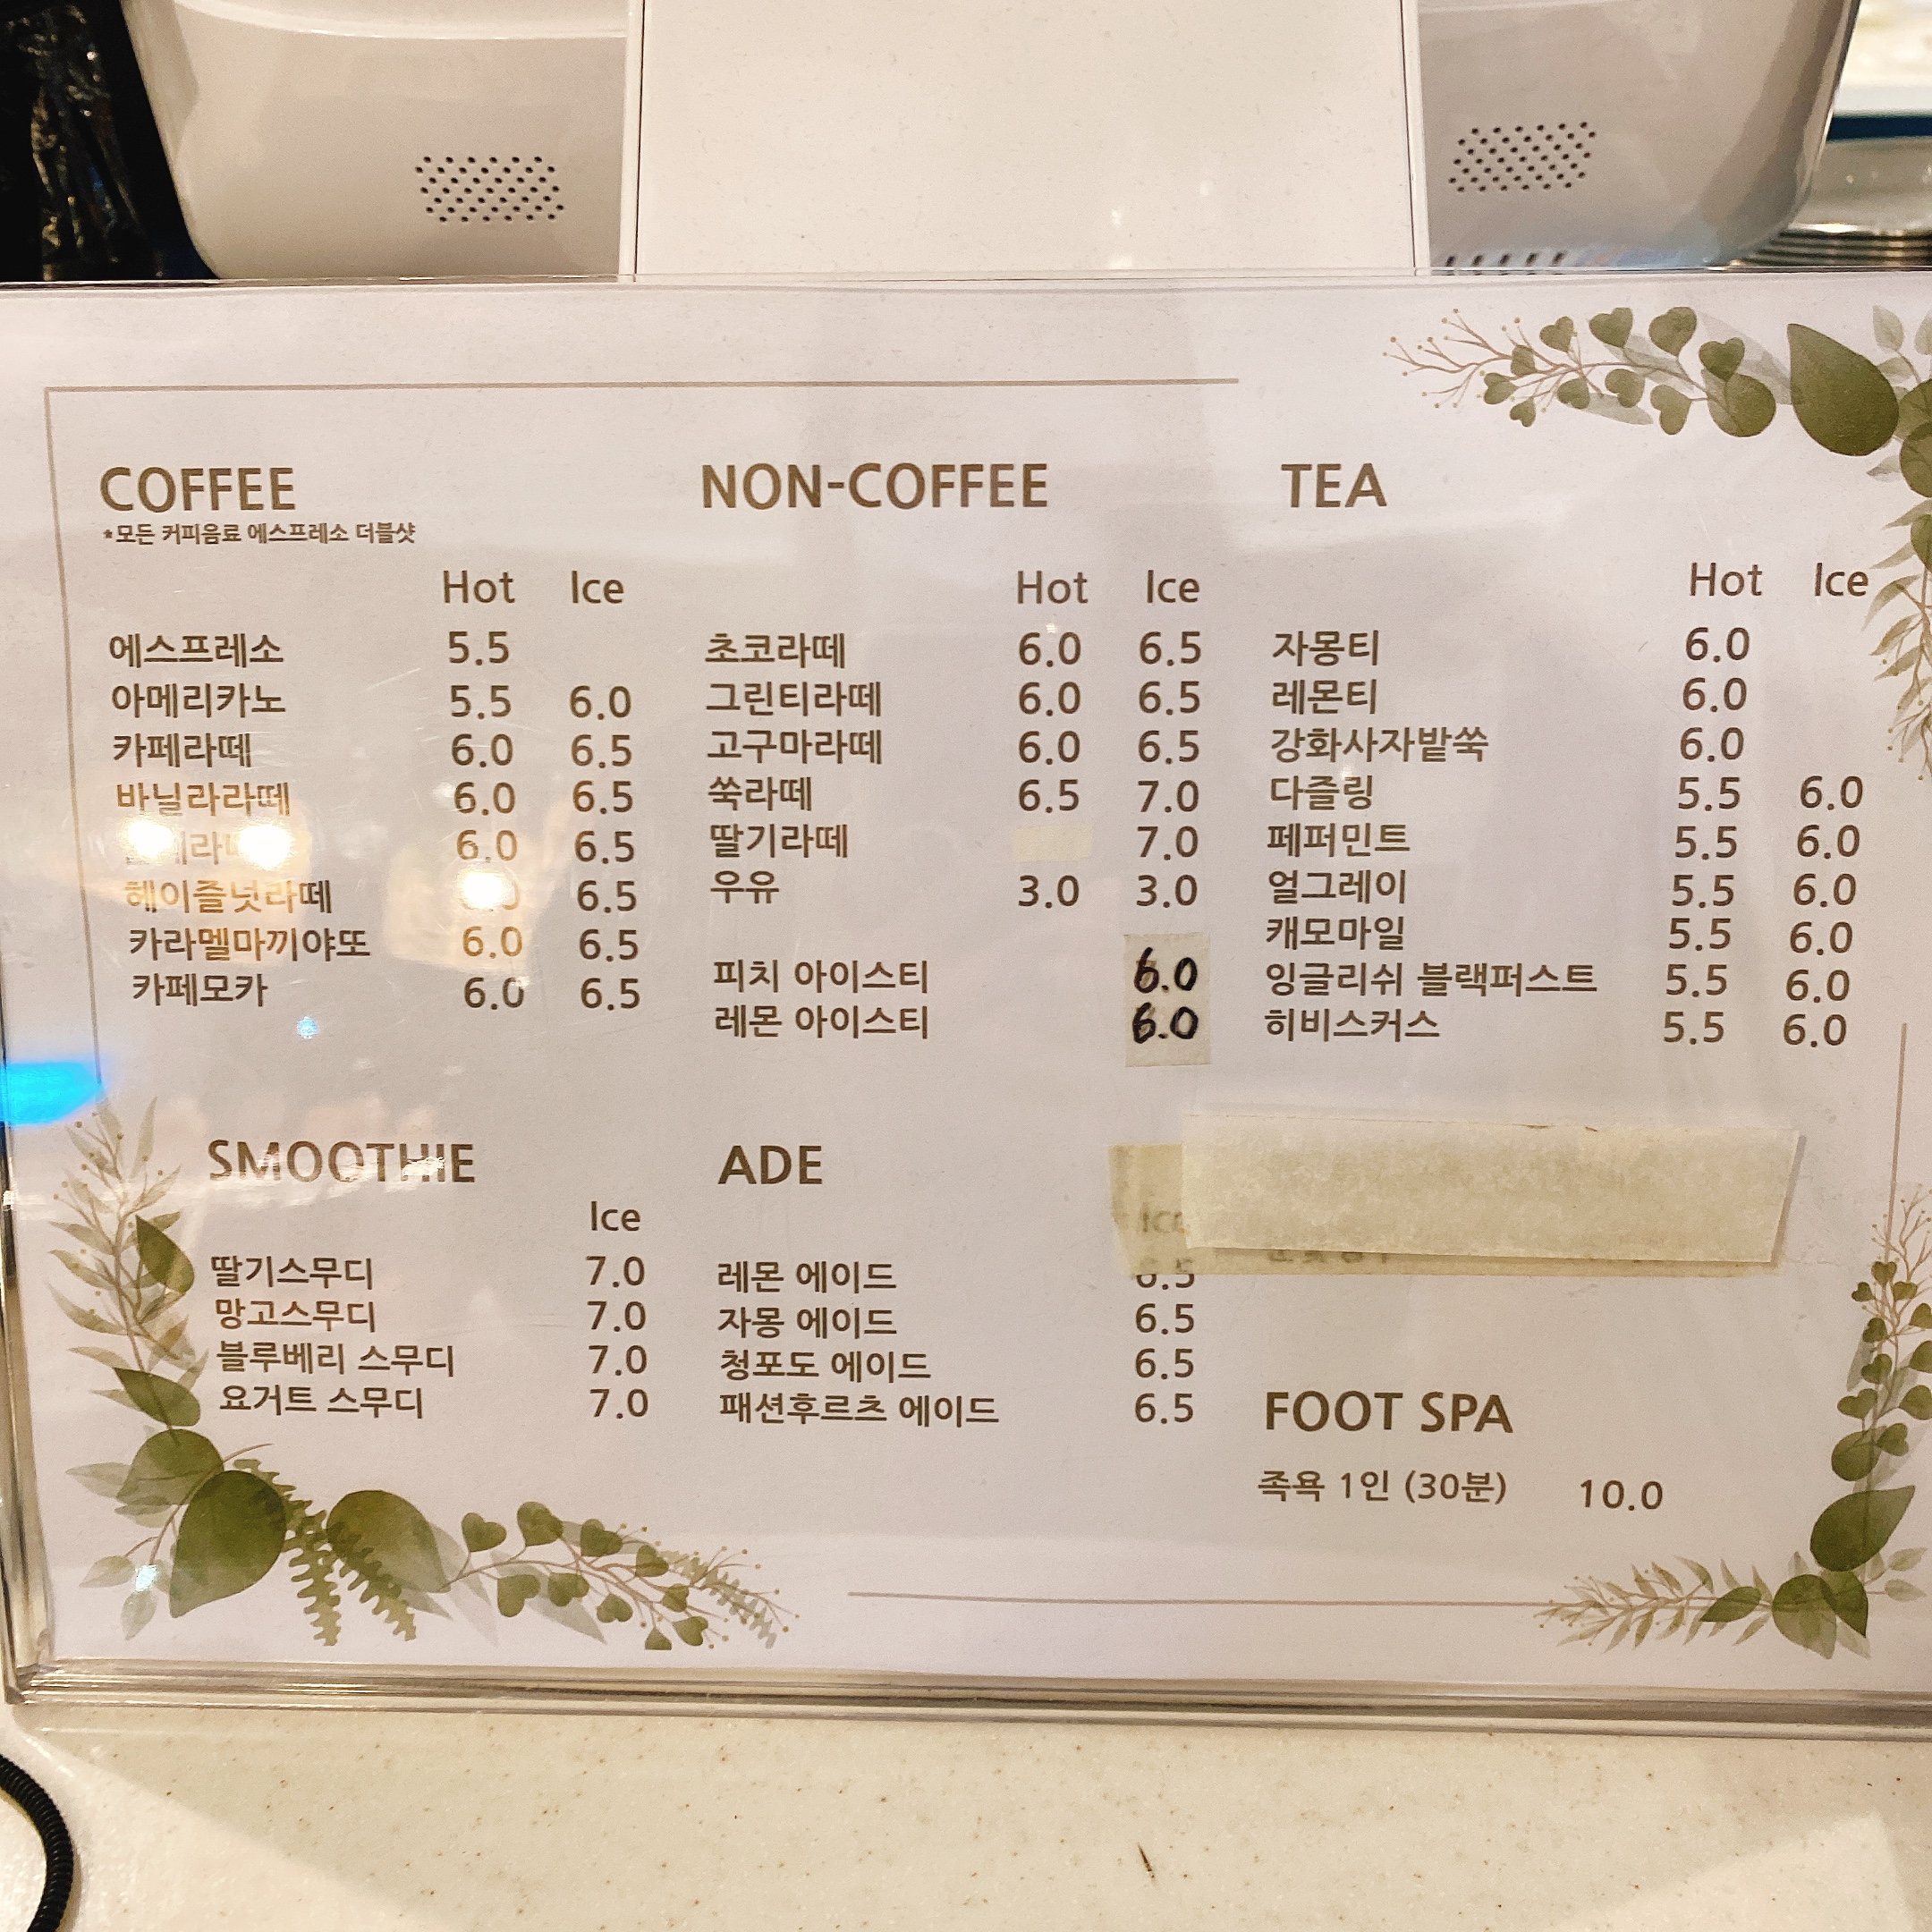 COFFEE
*모든 커피음료 에스프레소 더블샷
Hot Ice
에스프레소 5.5
아메리카노 5.5 6.0
카페라떼 6.0 6.5
바닐라라떼 6.0 6.5
6.0 6.5
헤이즐넛라떼 6.5
카라멜마끼야또 6.0 6.5
카페모카 6.0 6.5
NON-COFFEE
Hot Ice
초코라떼 6.0 6.5
그린티라떼 6.0 6.5
고구마라떼 6.0 6.5
쑥라떼 6.5 7.0
딸기라떼 7.0
우유 3.0 3.0
피치 아이스티 6.0
레몬 아이스티 6.0
TEA
Hot Ice
자몽티 6.0
레몬티 6.0
강화사자발쑥 6.0
다즐링 5.5 6.0
페퍼민트 5.5 6.0
얼그레이 5.5 6.0
캐모마일 5.5 6.0
잉글리쉬 블랙퍼스트 5.5 6.0
히비스커스 5.5 6.0
SMOOTHIE
Ice
딸기스무디 7.0
망고스무디 7.0
블루베리 스무디 7.0
요거트 스무디 7.0
ADE
Ice
레몬 에이드 6.5
자몽 에이드 6.5
청포도 에이드 6.5
패션후르츠 에이드 6.5
FOOT SPA
족욕 1인 (30분) 10.0